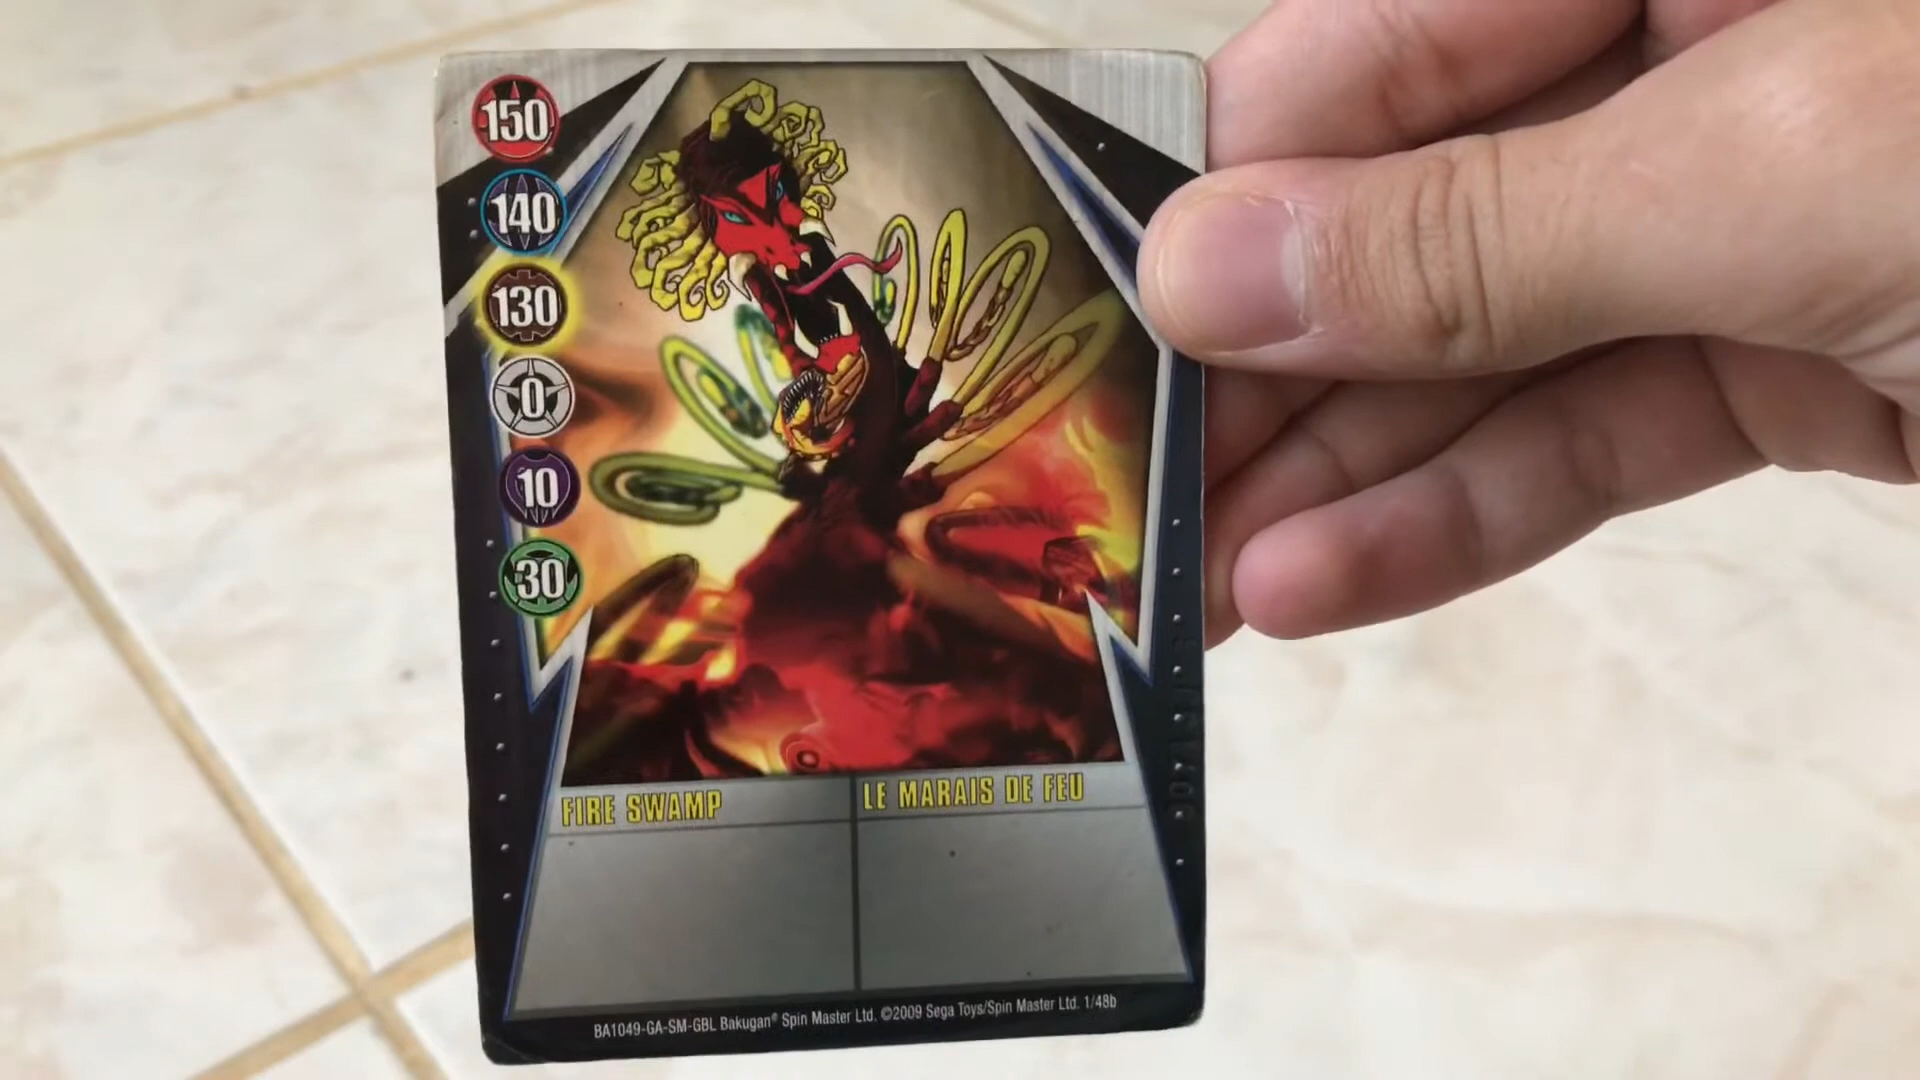 150
140
130
0
10
30
FIRE SWAMP
LE MARAIS DE FEU
BA1049-GA-SM-GBL Bakugan® Spin Master Ltd. ©2009 Sega Toys/Spin Master Ltd. 1/48b